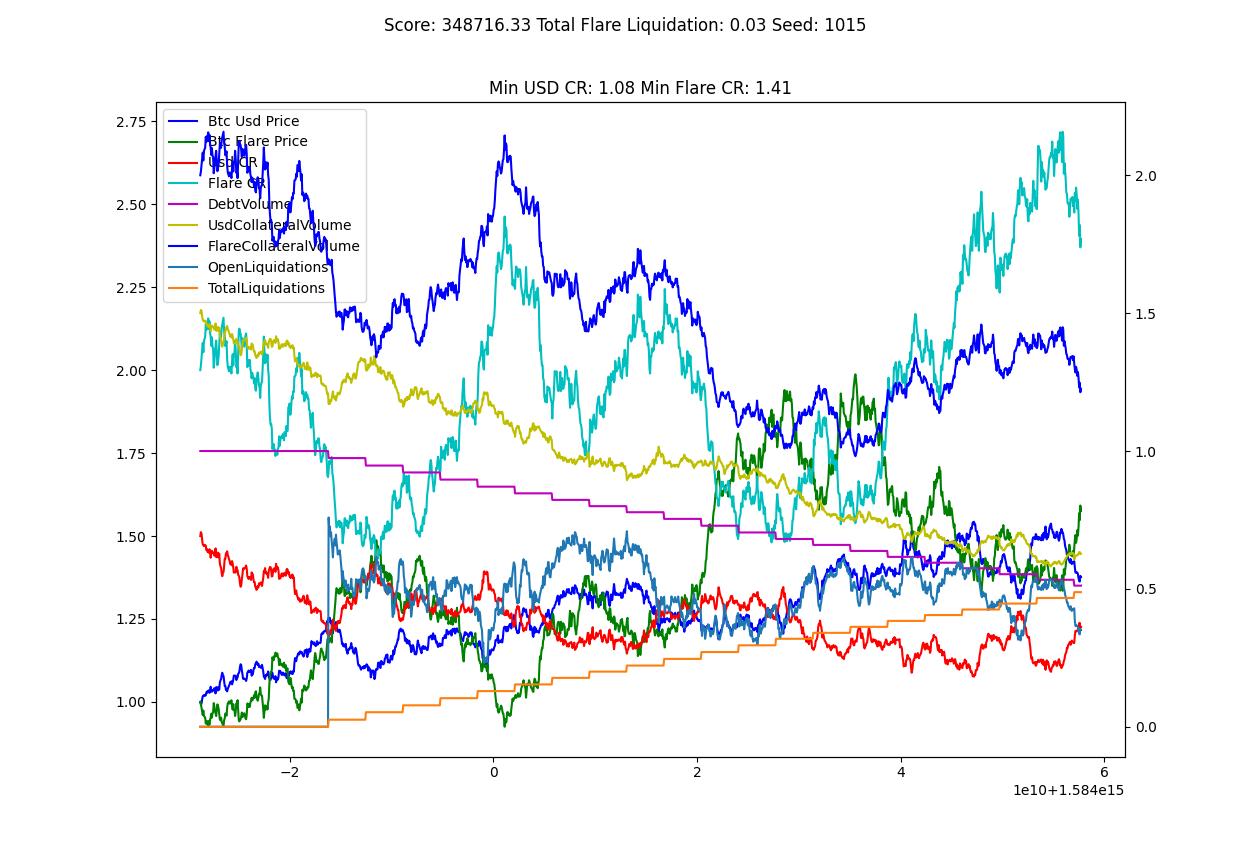 Score: 348716.33 Total Flare Liquidation: 0.03 Seed: 1015
Min USD CR: 1.08 Min Flare CR: 1.41
2.75
2.50
2.25
2.00
1.75
1.50
1.25
1.00
Btc Usd Price
Btc Flare Price
Usd CR
Flare CR
DebtVolume
UsdCollateralVolume
FlareCollateralVolume
OpenLiquidations
TotalLiquidations
2.0
1.5
1.0
0.5
0.0
−2
0
2
4
6
1e10+1.584e15